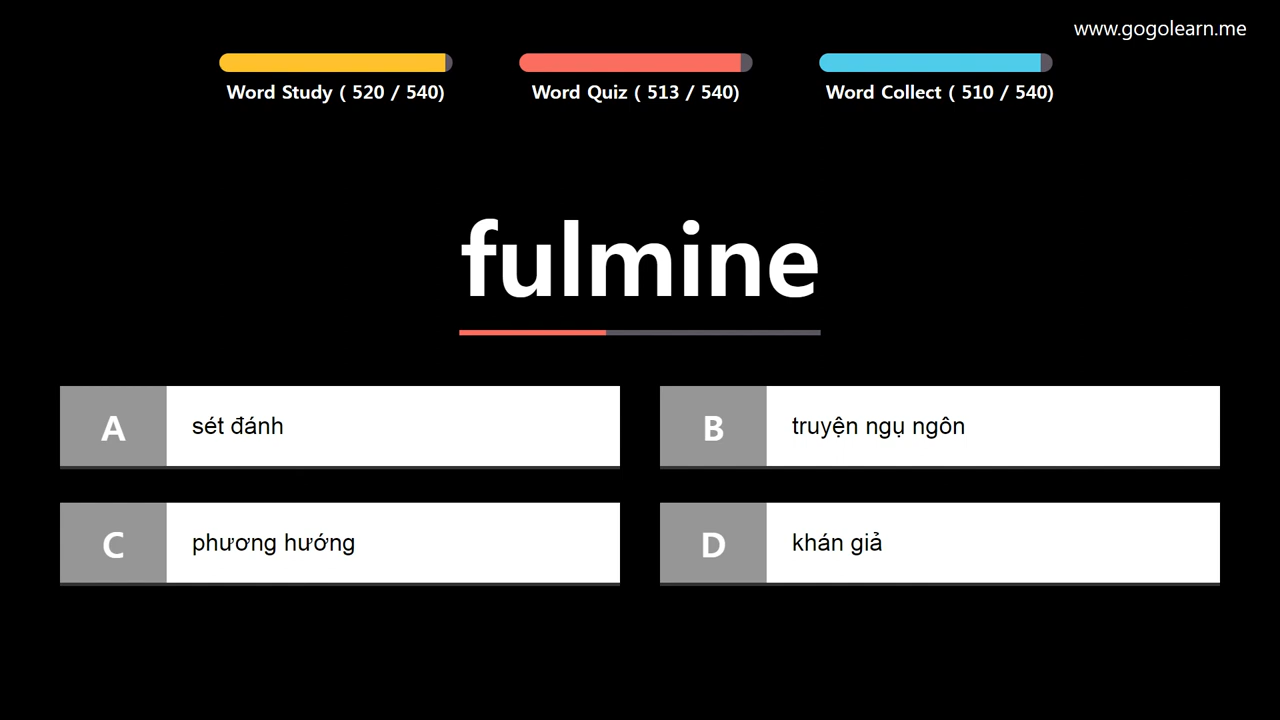 www.gogolearn.me
Word Study ( 520 / 540)
Word Quiz ( 513 / 540)
Word Collect ( 510 / 540)
fulmine
A sét đánh
B truyện ngụ ngôn
C phương hướng
D khán giả